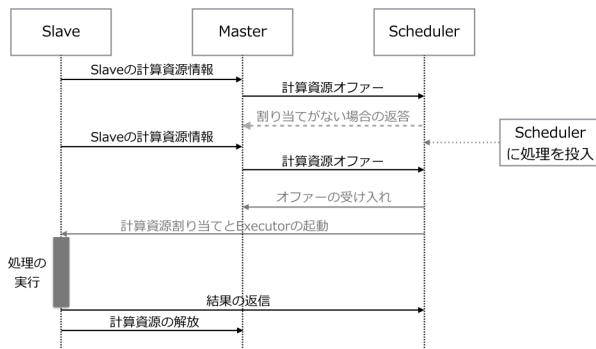 Slave
Master
Scheduler
Slaveの計算資源情報
計算資源オファー
割り当てがない場合の返答
Slaveの計算資源情報
Scheduler
に処理を投入
計算資源オファー
オファーの受け入れ
計算資源割り当てとExecutorの起動
処理の
実行
結果の返信
計算資源の解放